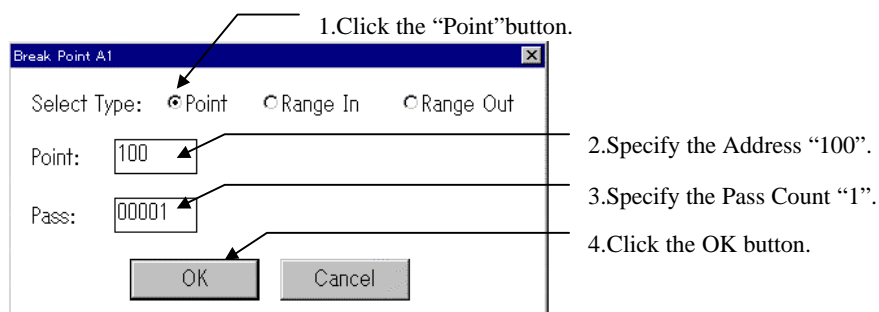 1.Click the “Point”button.
Break Point A1
Select Type: Point Range In Range Out
Point: 100
2.Specify the Address “100”.
3.Specify the Pass Count “1”.
Pass: 00001
4.Click the OK button.
OK Cancel